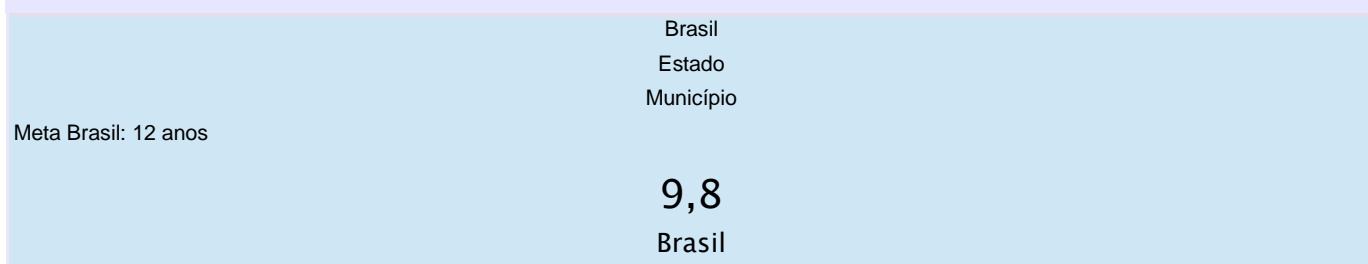 Brasil
Estado
Município
Meta Brasil: 12 anos
9,8
Brasil